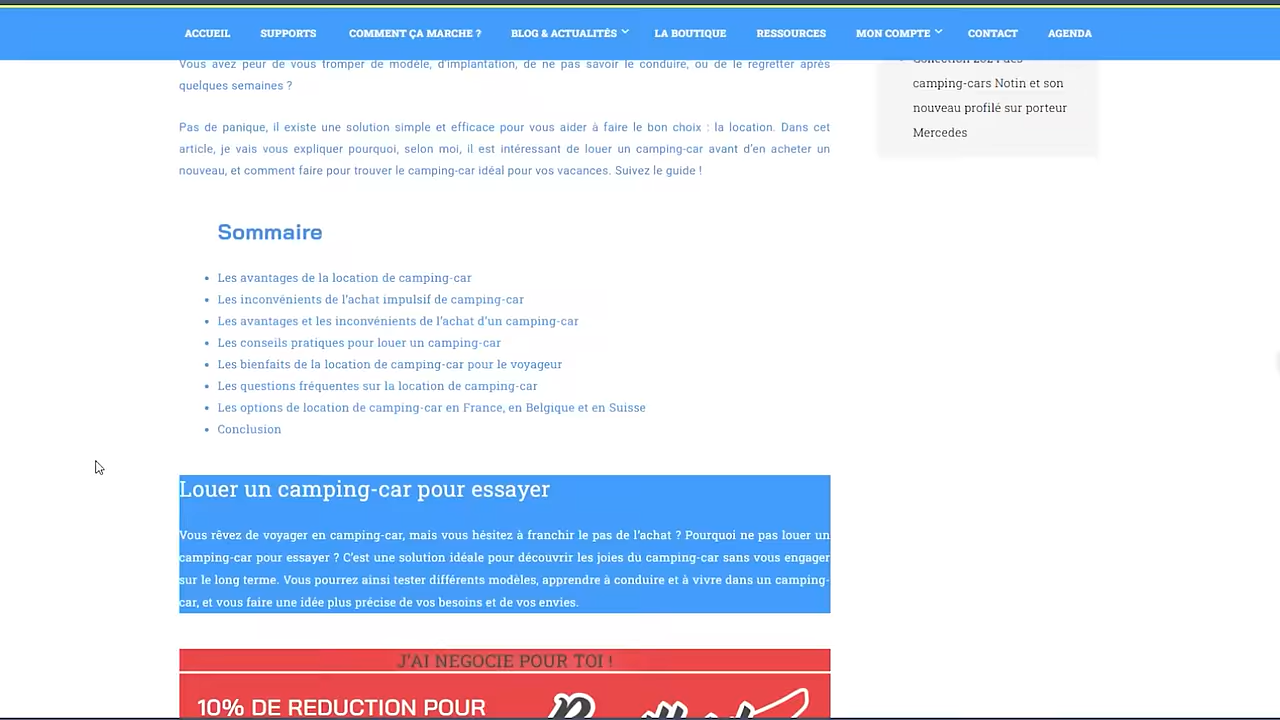 ACCUEIL SUPPORTS COMMENT ÇA MARCHE ? BLOG & ACTUALITÉS LA BOUTIQUE RESSOURCES MON COMPTE CONTACT AGENDA
Vous avez peur de vous tromper de modèle, d'implantation, de ne pas savoir le conduire, ou de le regretter après
quelques semaines ?
Pas de panique, il existe une solution simple et efficace pour vous aider à faire le bon choix : la location. Dans cet
article, je vais vous expliquer pourquoi, selon moi, il est intéressant de louer un camping-car avant d'en acheter un
nouveau, et comment faire pour trouver le camping-car idéal pour vos vacances. Suivez le guide !
Sommaire
Les avantages de la location de camping-car
Les inconvénients de l'achat impulsif de camping-car
Les avantages et les inconvénients de l'achat d'un camping-car
Les conseils pratiques pour louer un camping-car
Les bienfaits de la location de camping-car pour le voyageur
Les questions fréquentes sur la location de camping-car
Les options de location de camping-car en France, en Belgique et en Suisse
Conclusion
Louer un camping-car pour essayer
Vous rêvez de voyager en camping-car, mais vous hésitez à franchir le pas de l'achat ? Pourquoi ne pas louer un
camping-car pour essayer ? C'est une solution idéale pour découvrir les joies du camping-car sans vous engager
sur le long terme. Vous pourrez ainsi tester différents modèles, apprendre à conduire et à vivre dans un camping-
car, et vous faire une idée plus précise de vos besoins et de vos envies.
J'AI NEGOCIE POUR TOI !
10% DE REDUCTION POUR
Collection 2024 des
camping-cars Notin et son
nouveau profilé sur porteur
Mercedes